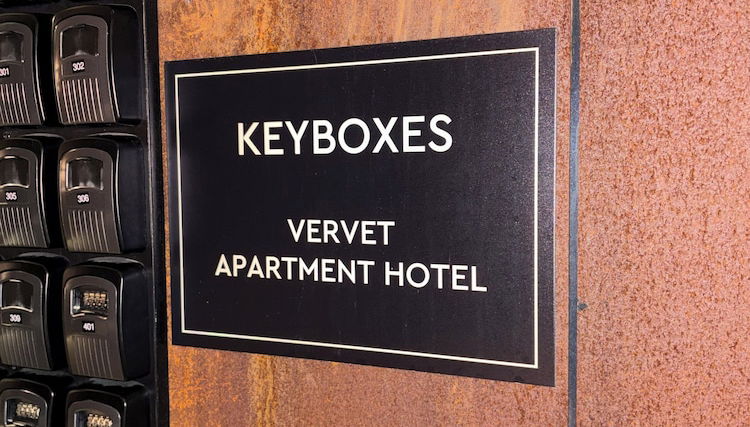 301
302
305
306
309
401
KEYBOXES
VERVET
APARTMENT HOTEL